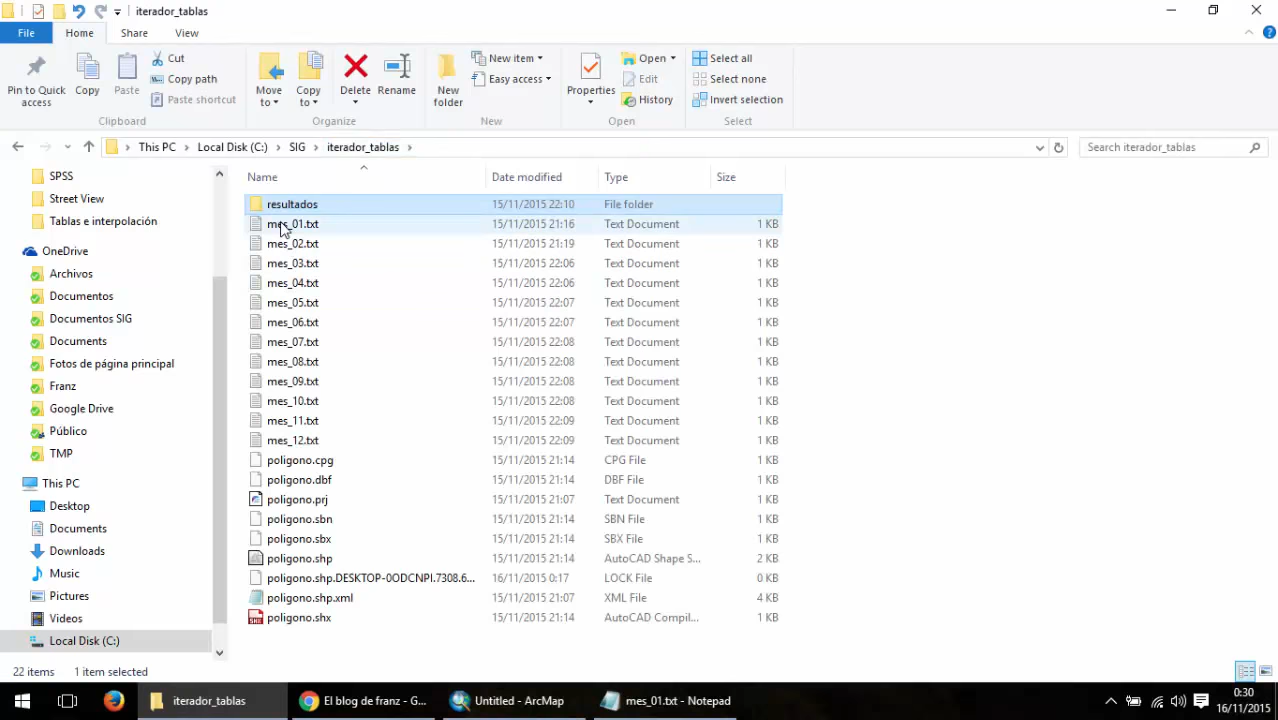 iterador_tablas
File Home Share View
Pin to Quick access
Copy
Paste
Cut
Copy path
Paste shortcut
Clipboard
Move to
Copy to
Delete
Rename
Organize
New folder
New item
Easy access
New
Properties
Open
Edit
History
Open
Select all
Select none
Invert selection
Select
This PC Local Disk (C:) SIG iterador_tablas
Search iterador_tablas
SPSS
Street View
Tablas e interpolación
OneDrive
Archivos
Documentos
Documentos SIG
Documents
Fotos de página principal
Franz
Google Drive
Público
TMP
This PC
Desktop
Documents
Downloads
Music
Pictures
Videos
Local Disk (C:)
Name Date modified Type Size
resultados 15/11/2015 22:10 File folder
mes_01.txt 15/11/2015 21:16 Text Document 1 KB
mes_02.txt 15/11/2015 21:19 Text Document 1 KB
mes_03.txt 15/11/2015 22:06 Text Document 1 KB
mes_04.txt 15/11/2015 22:06 Text Document 1 KB
mes_05.txt 15/11/2015 22:07 Text Document 1 KB
mes_06.txt 15/11/2015 22:07 Text Document 1 KB
mes_07.txt 15/11/2015 22:08 Text Document 1 KB
mes_08.txt 15/11/2015 22:08 Text Document 1 KB
mes_09.txt 15/11/2015 22:08 Text Document 1 KB
mes_10.txt 15/11/2015 22:08 Text Document 1 KB
mes_11.txt 15/11/2015 22:09 Text Document 1 KB
mes_12.txt 15/11/2015 22:09 Text Document 1 KB
poligono.cpg 15/11/2015 21:14 CPG File 1 KB
poligono.dbf 15/11/2015 21:14 DBF File 1 KB
poligono.prj 15/11/2015 21:07 Text Document 1 KB
poligono.sbn 15/11/2015 21:14 SBN File 1 KB
poligono.sbx 15/11/2015 21:14 SBX File 1 KB
poligono.shp 15/11/2015 21:14 AutoCAD Shape S... 2 KB
poligono.shp.DESKTOP-0ODCNPI.7308.6... 16/11/2015 0:17 LOCK File 0 KB
poligono.shp.xml 15/11/2015 21:07 XML File 4 KB
poligono.shx 15/11/2015 21:14 AutoCAD Compil... 1 KB
22 items 1 item selected
iterador_tablas
El blog de franz - G...
Untitled - ArcMap
mes_01.txt - Notepad
0:30
16/11/2015